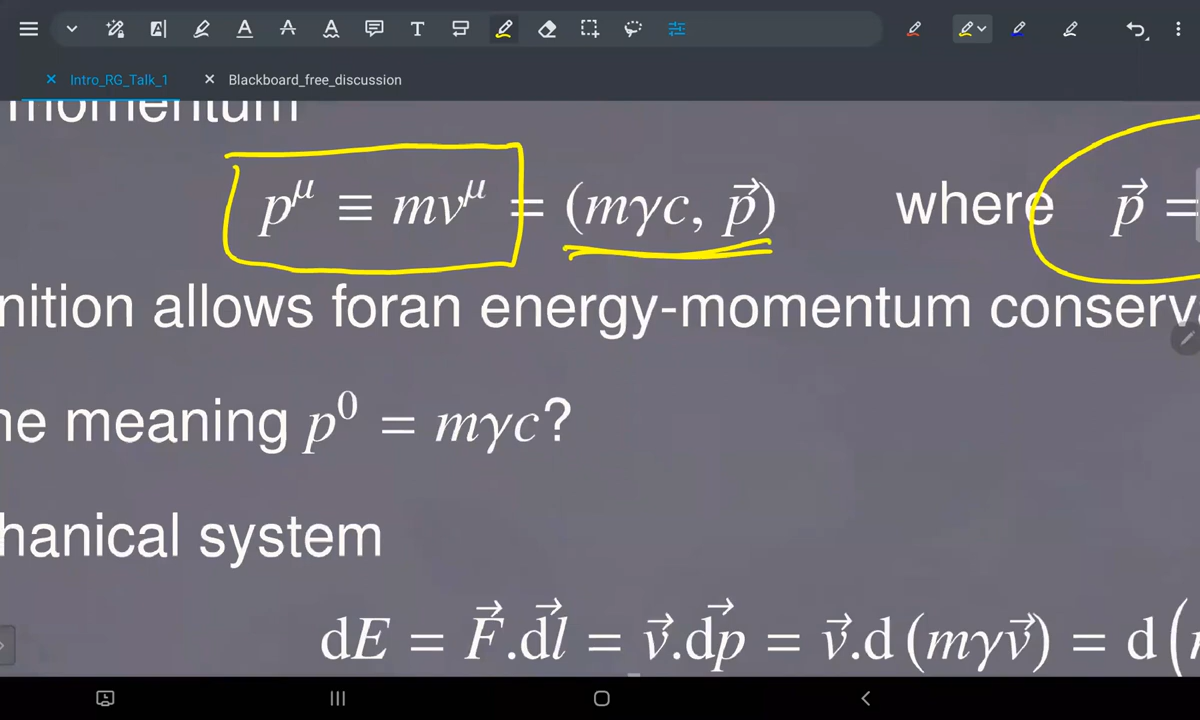 Intro_RG_Talk_1 Blackboard_free_discussion
momentum
p^μ ≡ mv^μ = (mγc, p⃗) where p⃗ =
nition allows foran energy-momentum conserv
ne meaning p^0 = mγc?
hanical system
dE = F⃗.dl⃗ = v⃗.dp⃗ = v⃗.d(mγv⃗) = d(